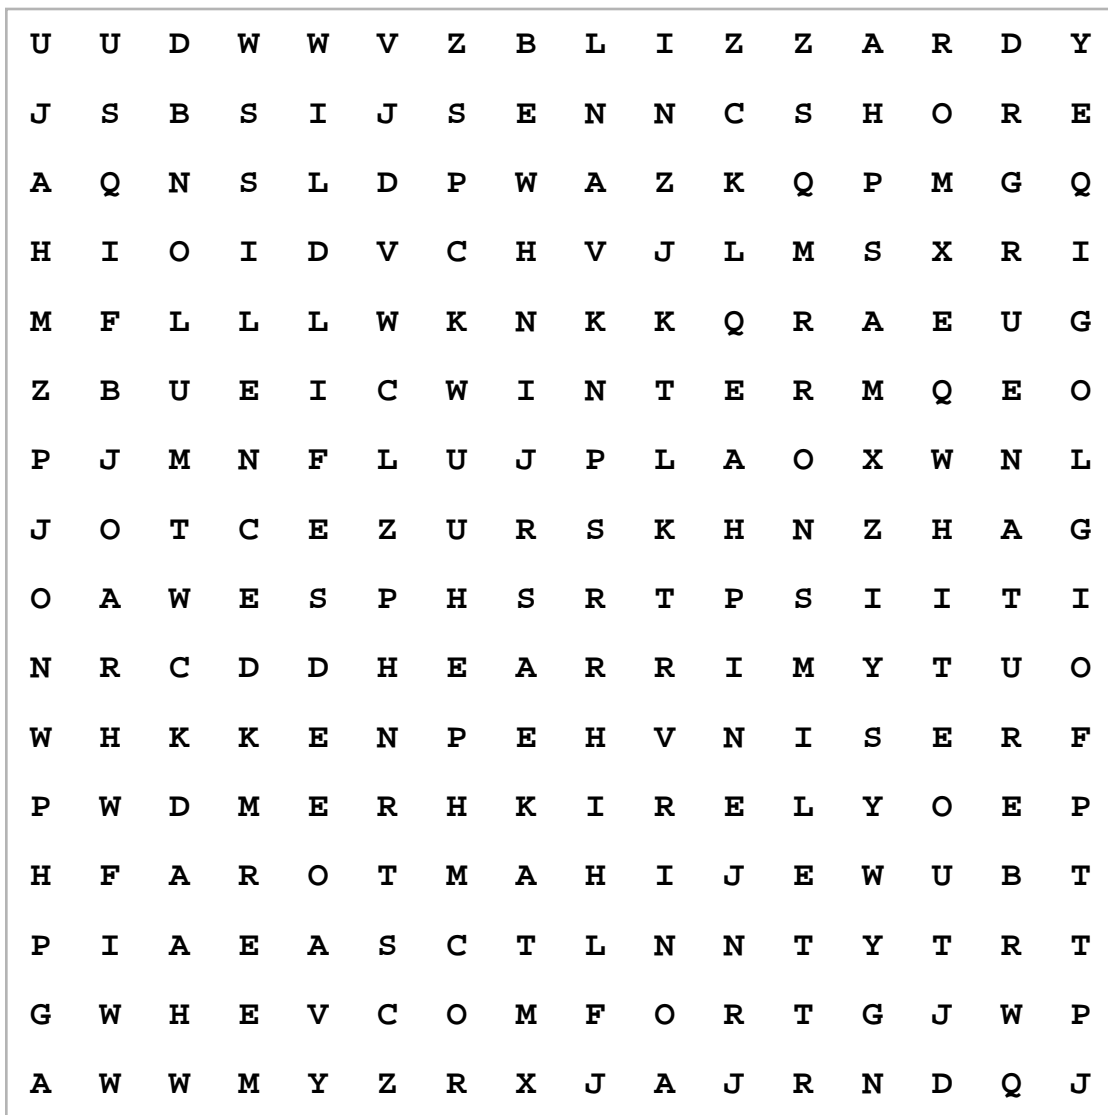 U U D W W V Z B L I Z Z A R D Y
J S B S I J S E N N C S H O R E
A Q N S L D P W A Z K Q P M G Q
H I O I D V C H V J L M S X R I
M F L L L W K N K K Q R A E U G
Z B U E I C W I N T E R M Q E O
P J M N F L U J P L A O X W N L
J O T C E Z U R S K H N Z H A G
O A W E S P H S R T P S I I T I
N R C D D H E A R R I M Y T U O
W H K K E N P E H V N I S E R F
P W D M E R H K I R E L Y O E P
H F A R O T M A H I J E W U B T
P I A E A S C T L N N T Y T R T
G W H E V C O M F O R T G J W P
A W W M Y Z R X J A J R N D Q J